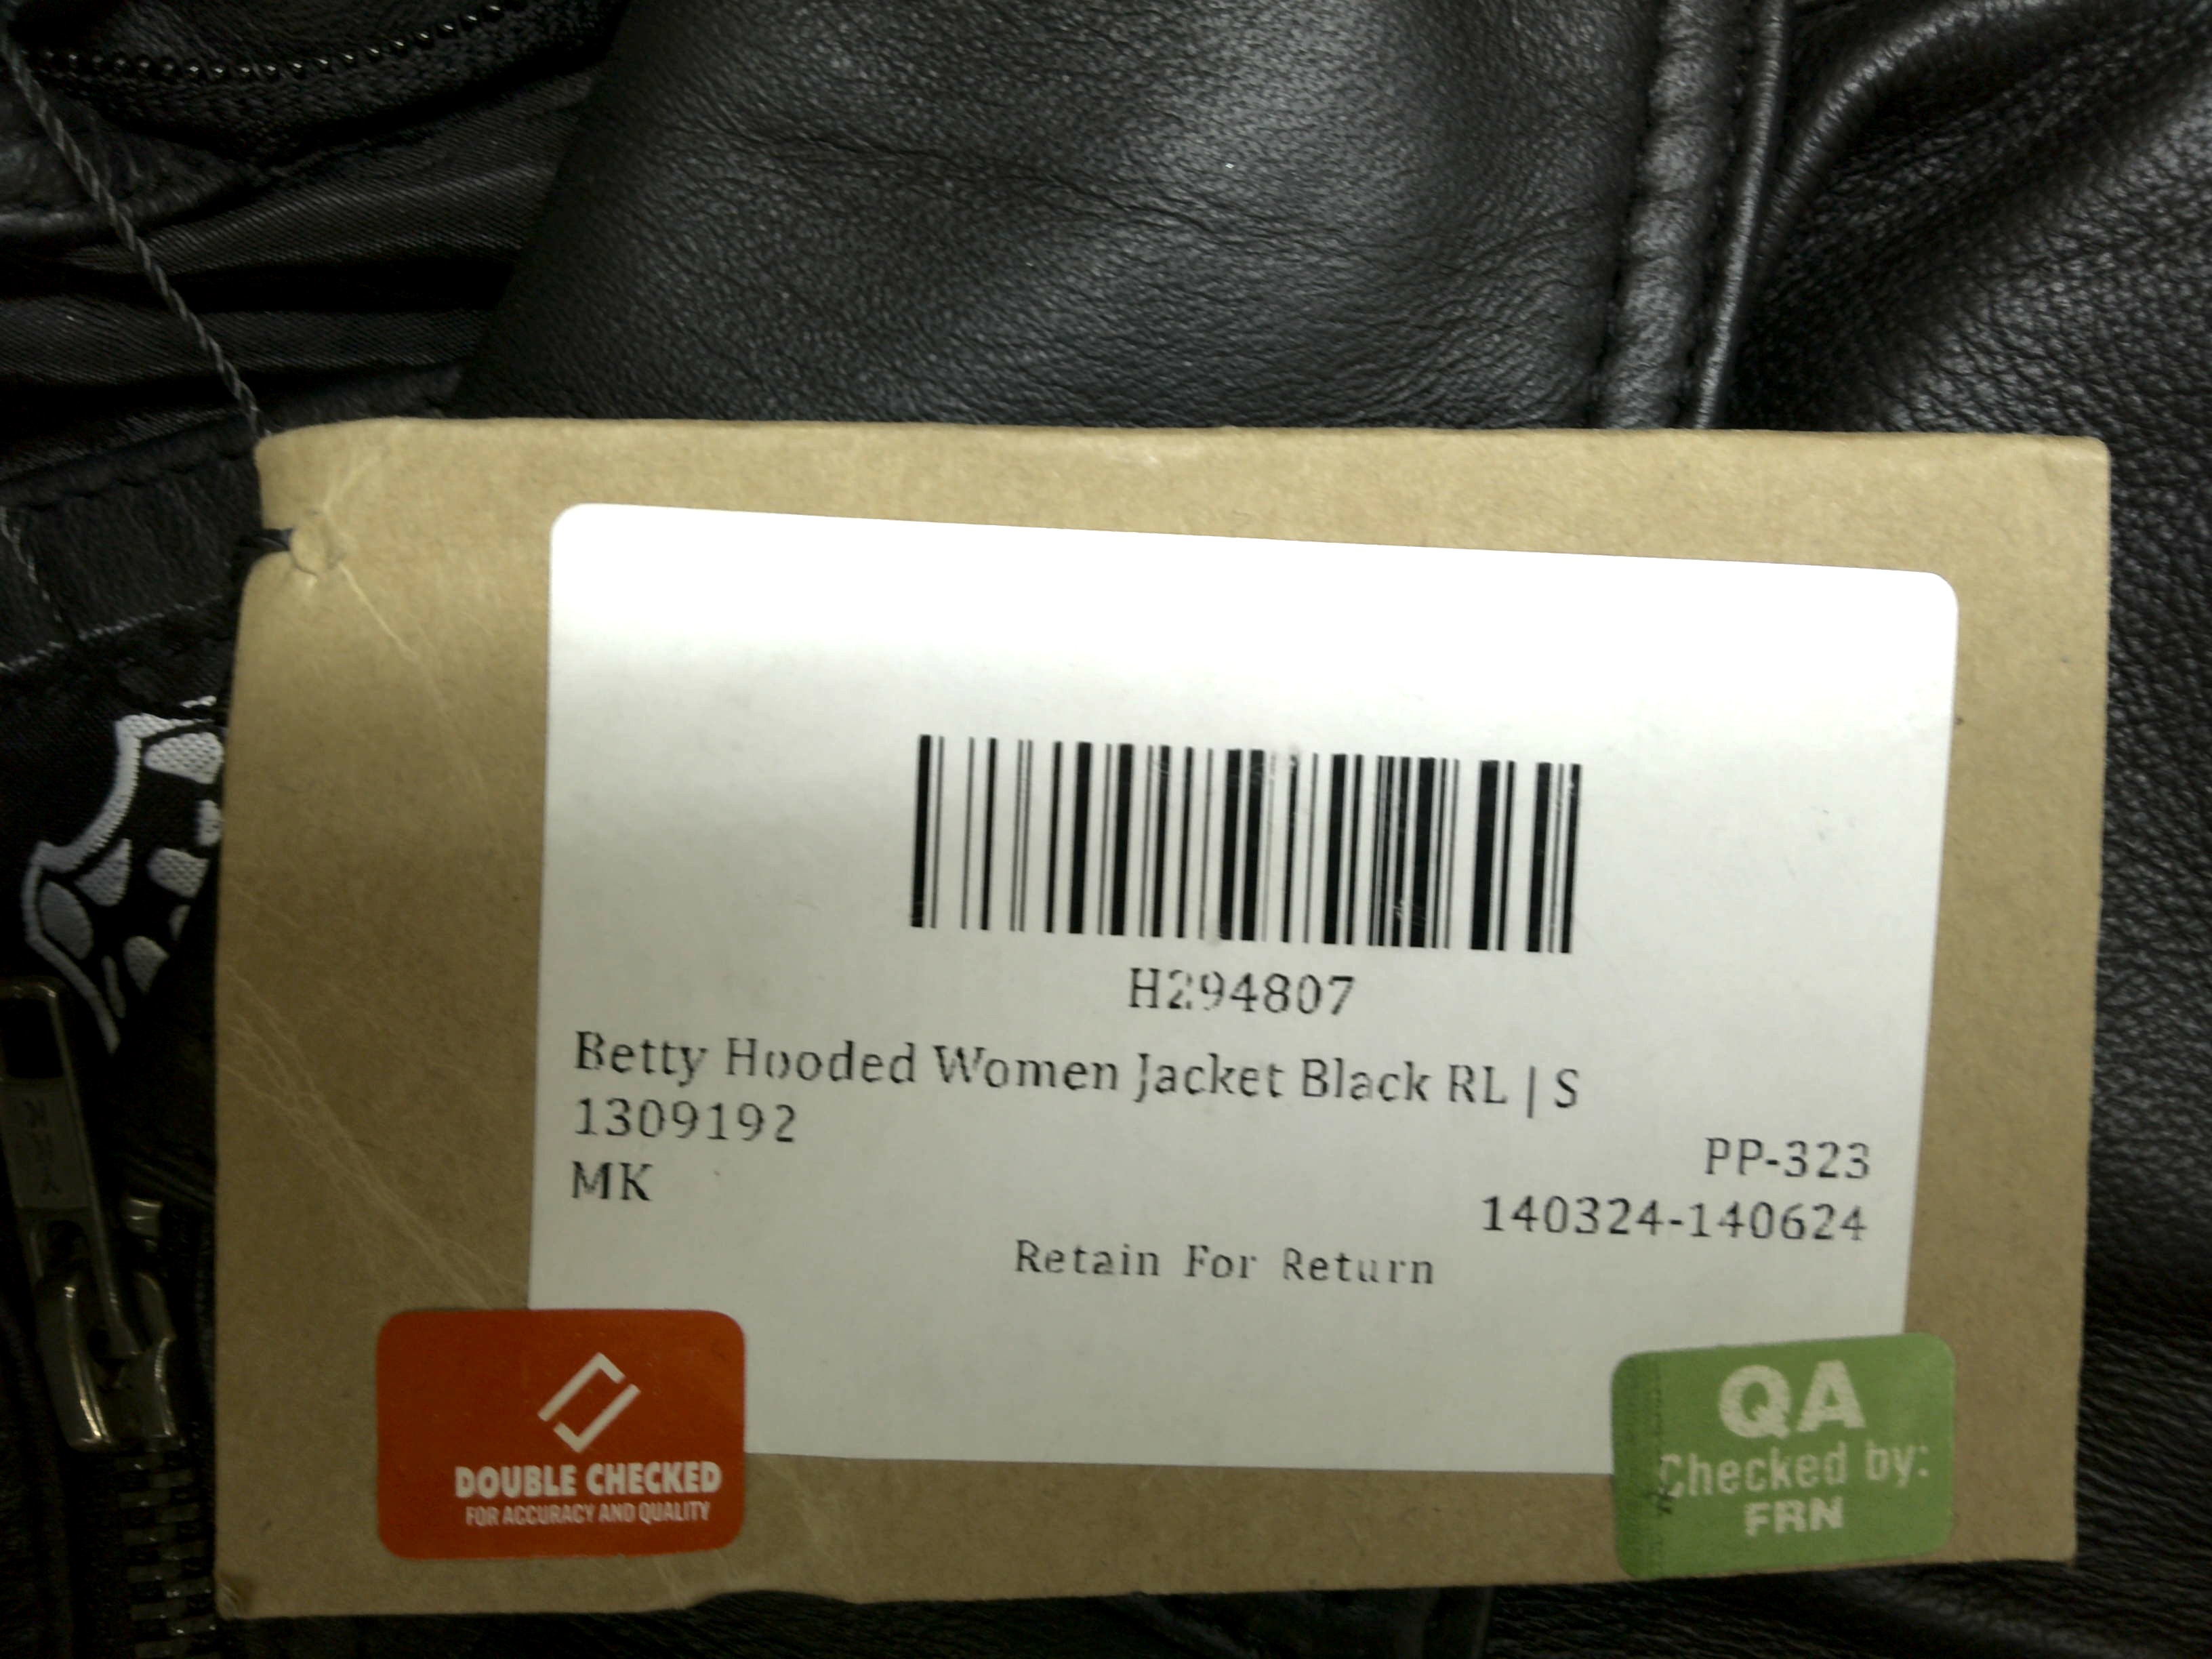 H294807
Betty Hooded Women Jacket Black RL | S
1309192
PP-323
MK
140324-140624
Retain For Return
DOUBLE CHECKED
FOR ACCURACY AND QUALITY
QA
Checked by:
FRN
YKK